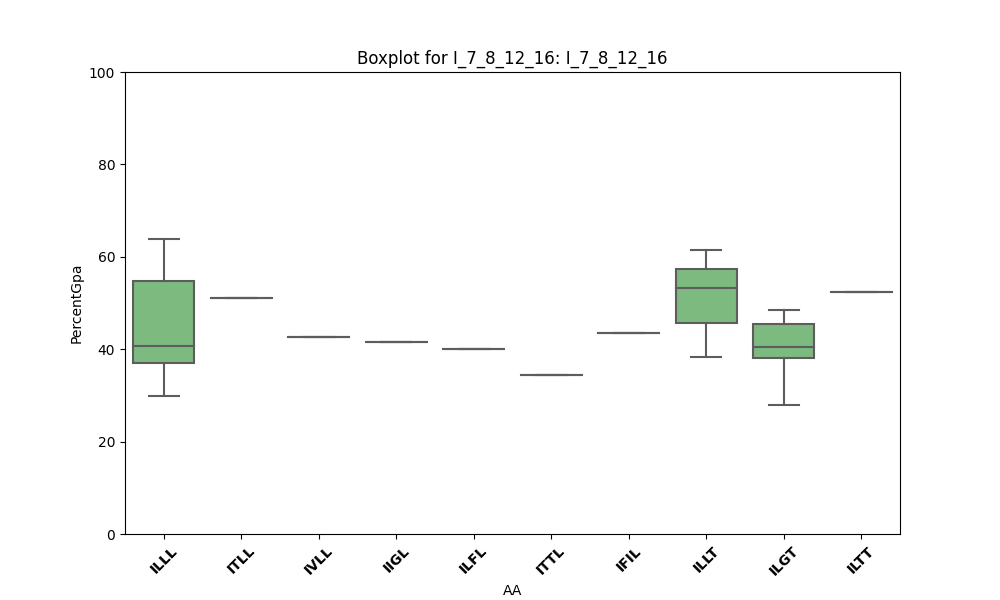 Boxplot for I_7_8_12_16: I_7_8_12_16
100
80
60
40
20
0
PercentGpa
ILLL
ITLL
IVLL
IIGL
ILFL
ITTL
IFIL
ILLT
ILGT
ILTT
AA